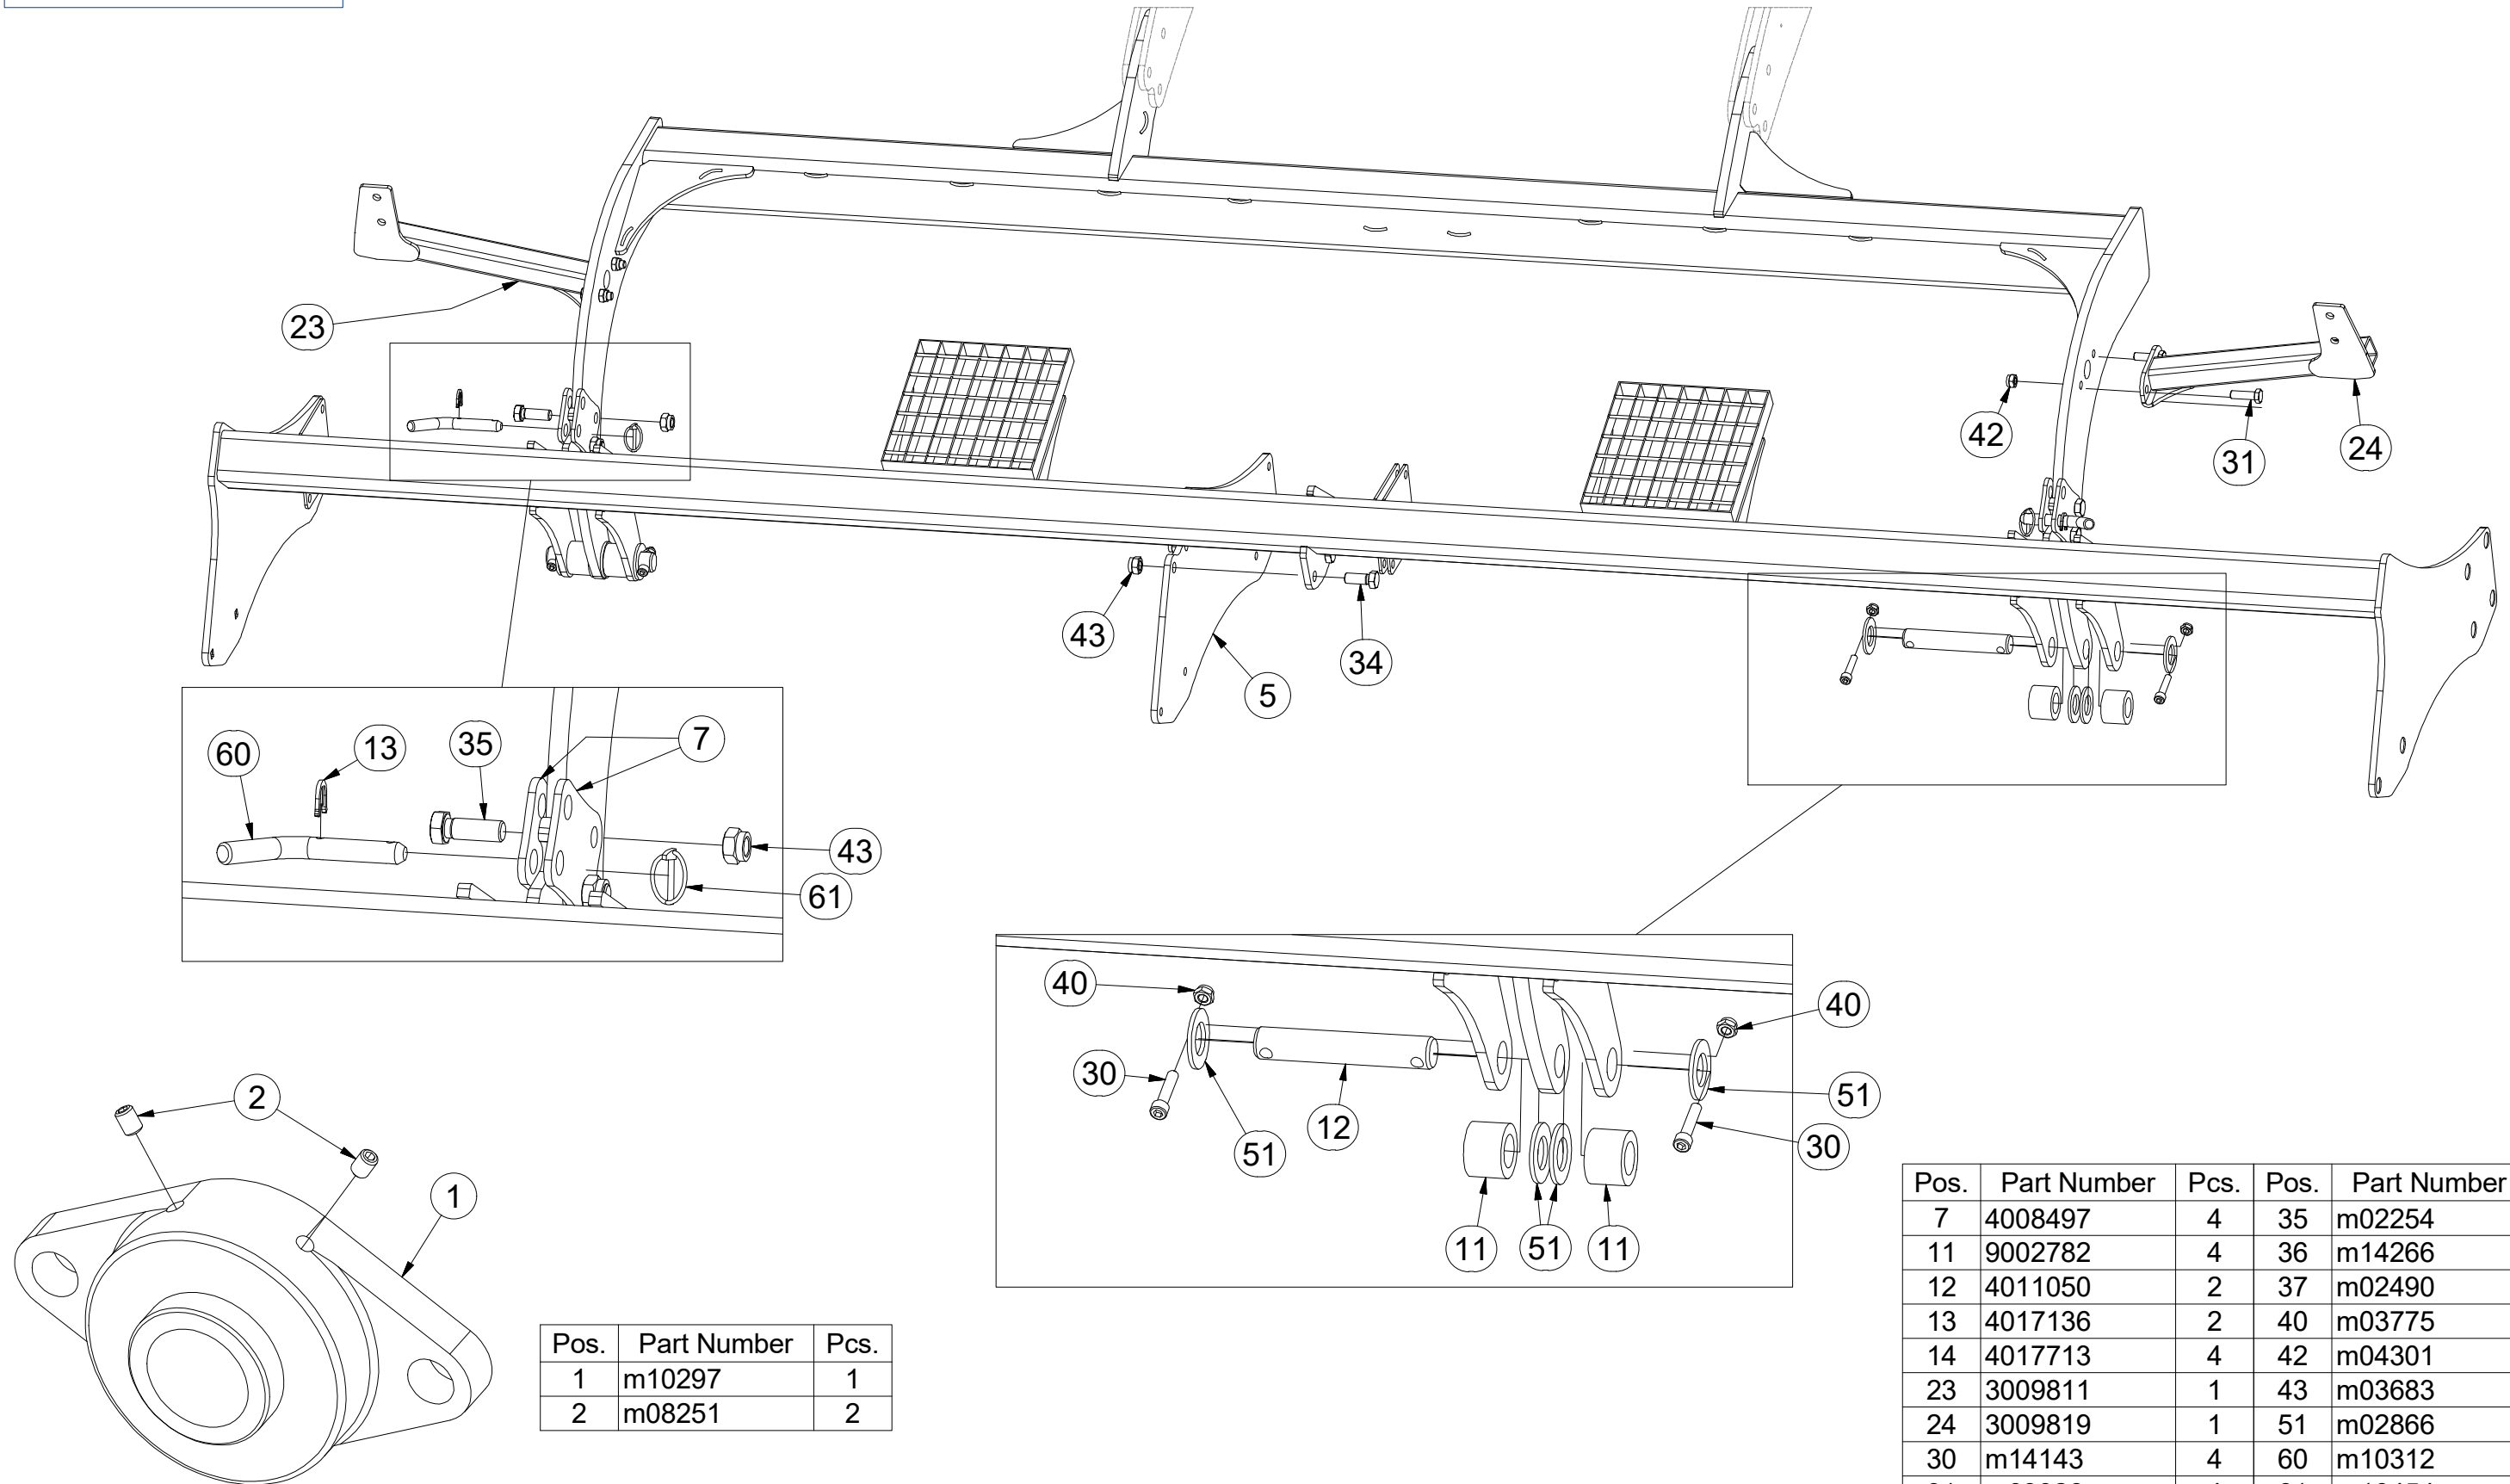 23
42
31
24
43
34
5
60
13
35
7
43
61
40
40
30
51
12
51
30
11
51
11
2
1
Pos. Part Number Pcs.
1 m10297 1
2 m08251 2
Pos. Part Number Pcs. Pos. Part Number
7 4008497 4 35 m02254
11 9002782 4 36 m14266
12 4011050 2 37 m02490
13 4017136 2 40 m03775
14 4017713 4 42 m04301
23 3009811 1 43 m03683
24 3009819 1 51 m02866
30 m14143 4 60 m10312